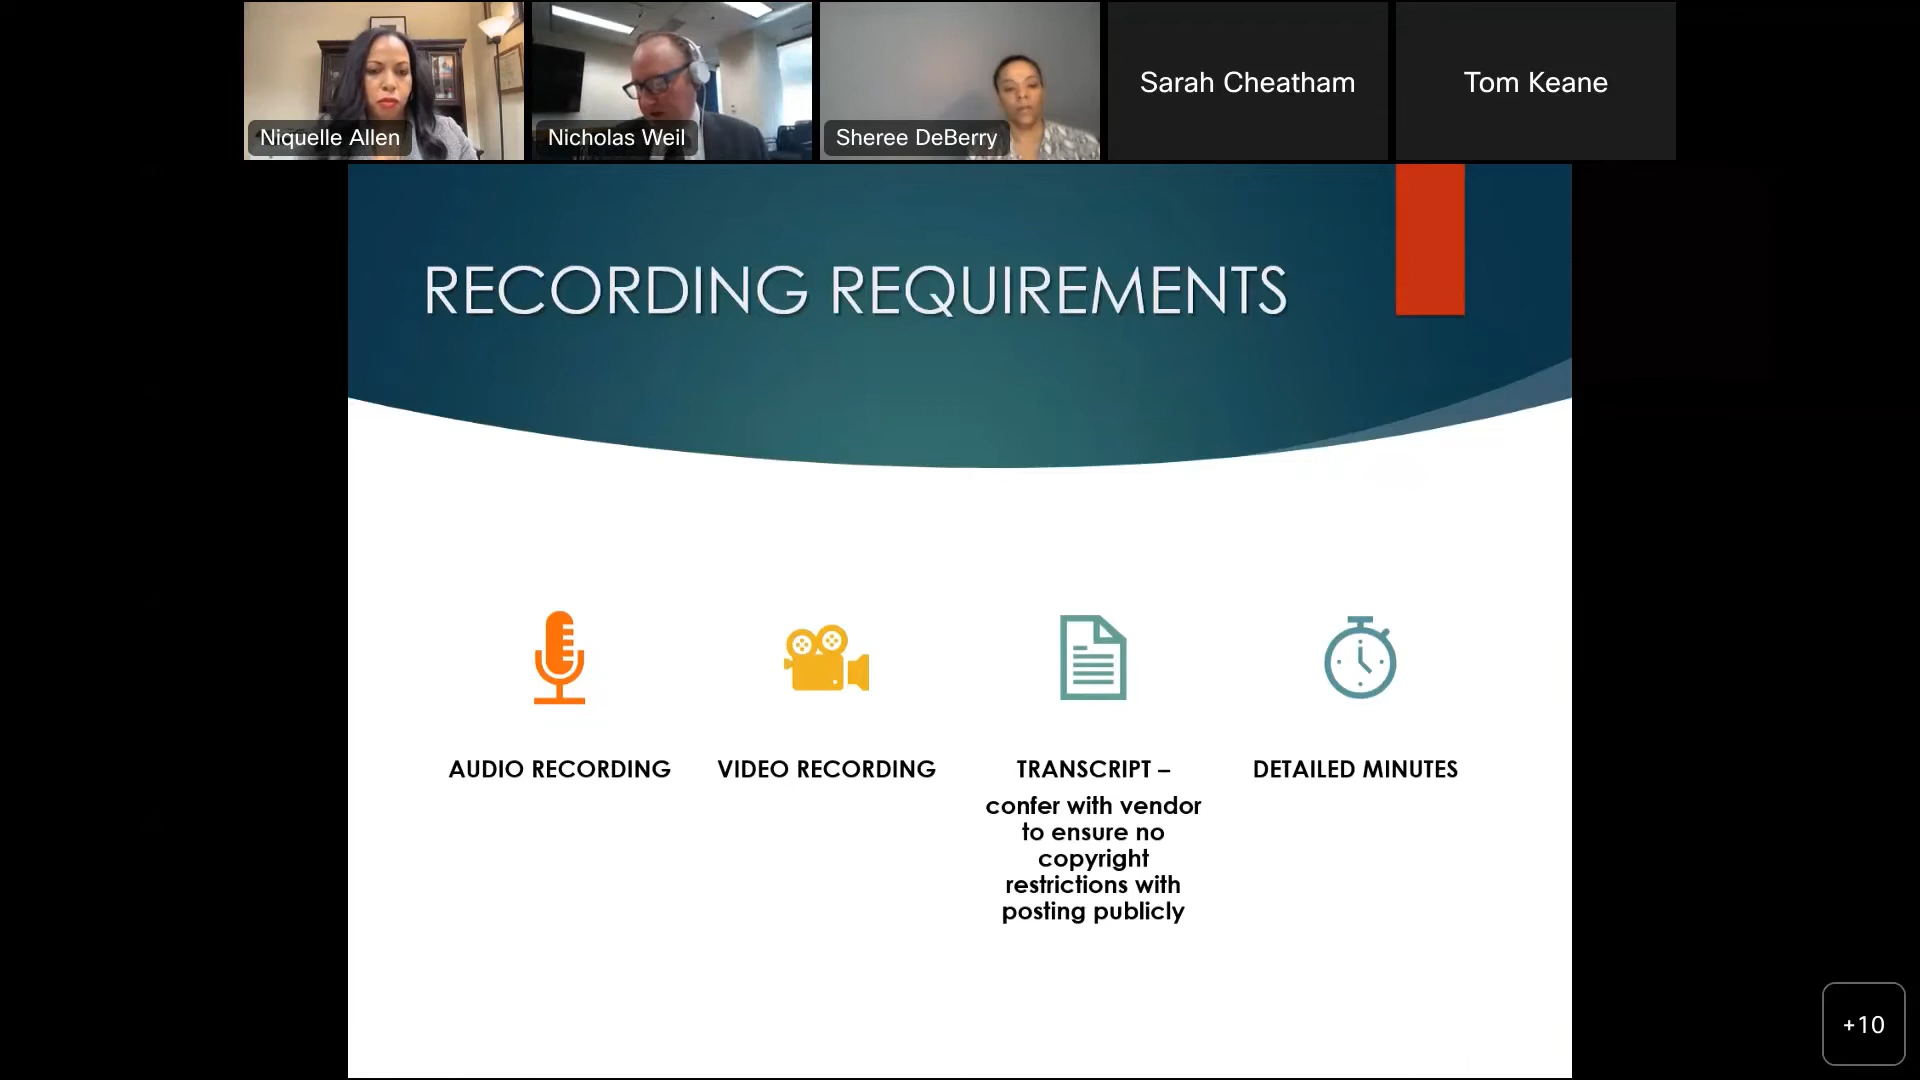 Niquelle Allen
Nicholas Weil
Sheree DeBerry
Sarah Cheatham
Tom Keane
RECORDING REQUIREMENTS
AUDIO RECORDING
VIDEO RECORDING
TRANSCRIPT –
confer with vendor
to ensure no
copyright
restrictions with
posting publicly
DETAILED MINUTES
+10